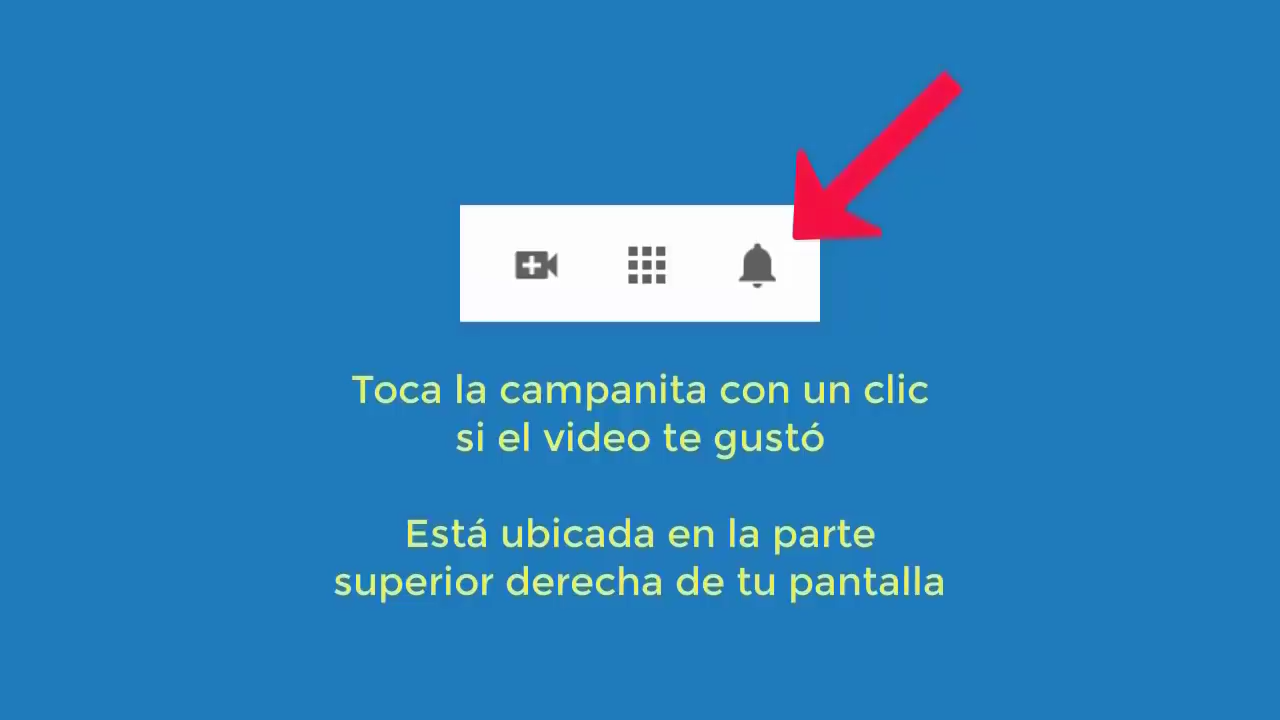 Toca la campanita con un clic
si el video te gustó
Está ubicada en la parte
superior derecha de tu pantalla